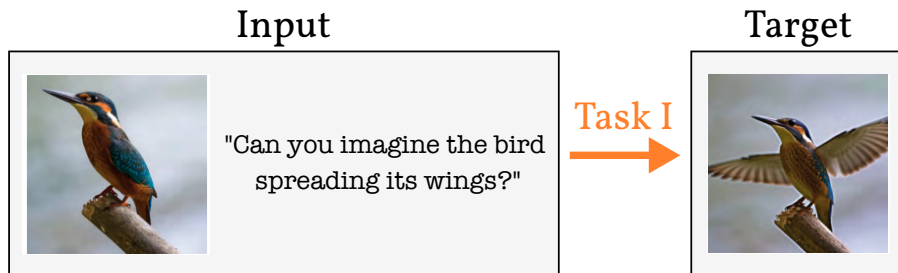 Input
Target
"Can you imagine the bird
spreading its wings?"
Task I